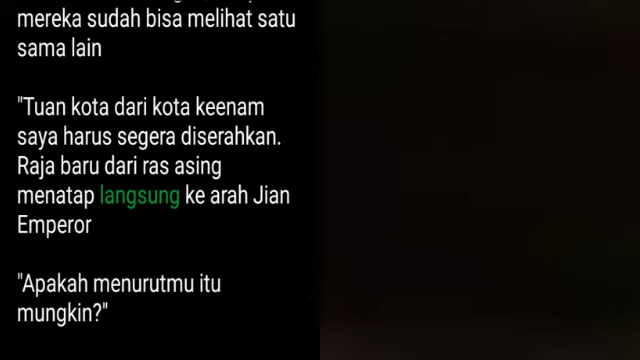 mereka sudah bisa melihat satu
sama lain
"Tuan kota dari kota keenam
saya harus segera diserahkan.
Raja baru dari ras asing
menatap langsung ke arah Jian
Emperor
"Apakah menurutmu itu
mungkin?"